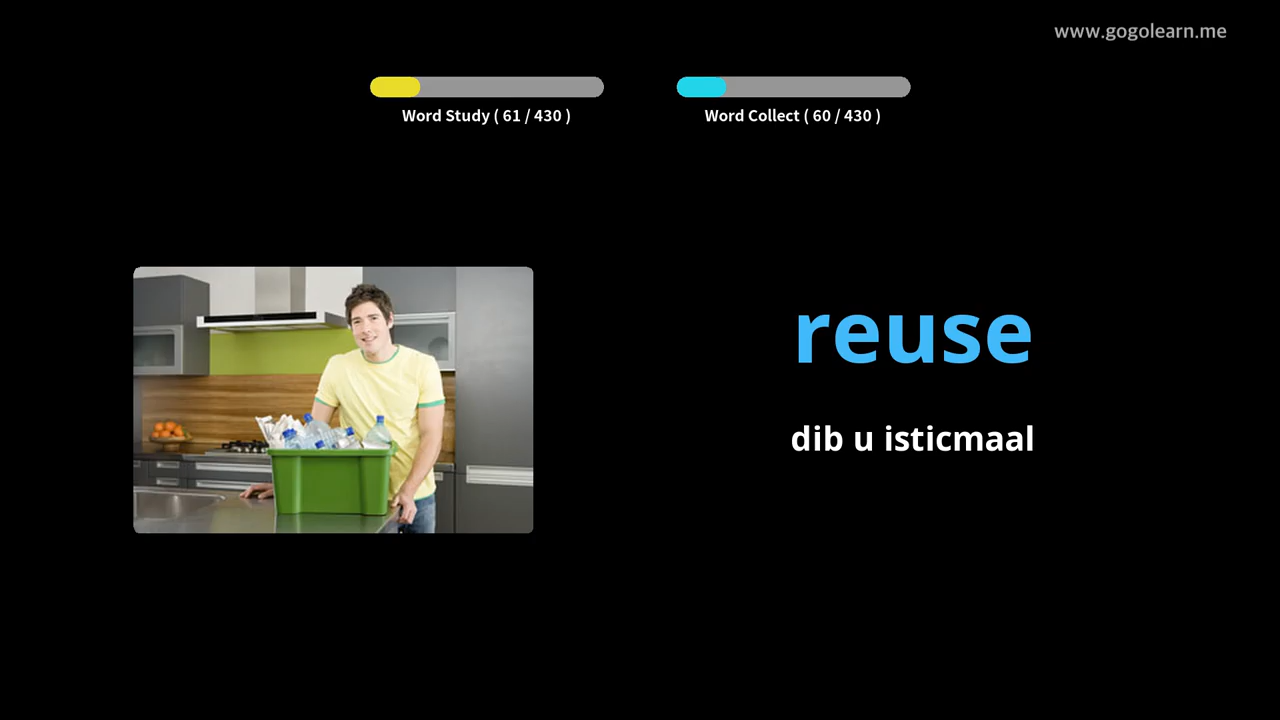 www.gogolearn.me
Word Study ( 61 / 430 )
Word Collect ( 60 / 430 )
reuse
dib u isticmaal